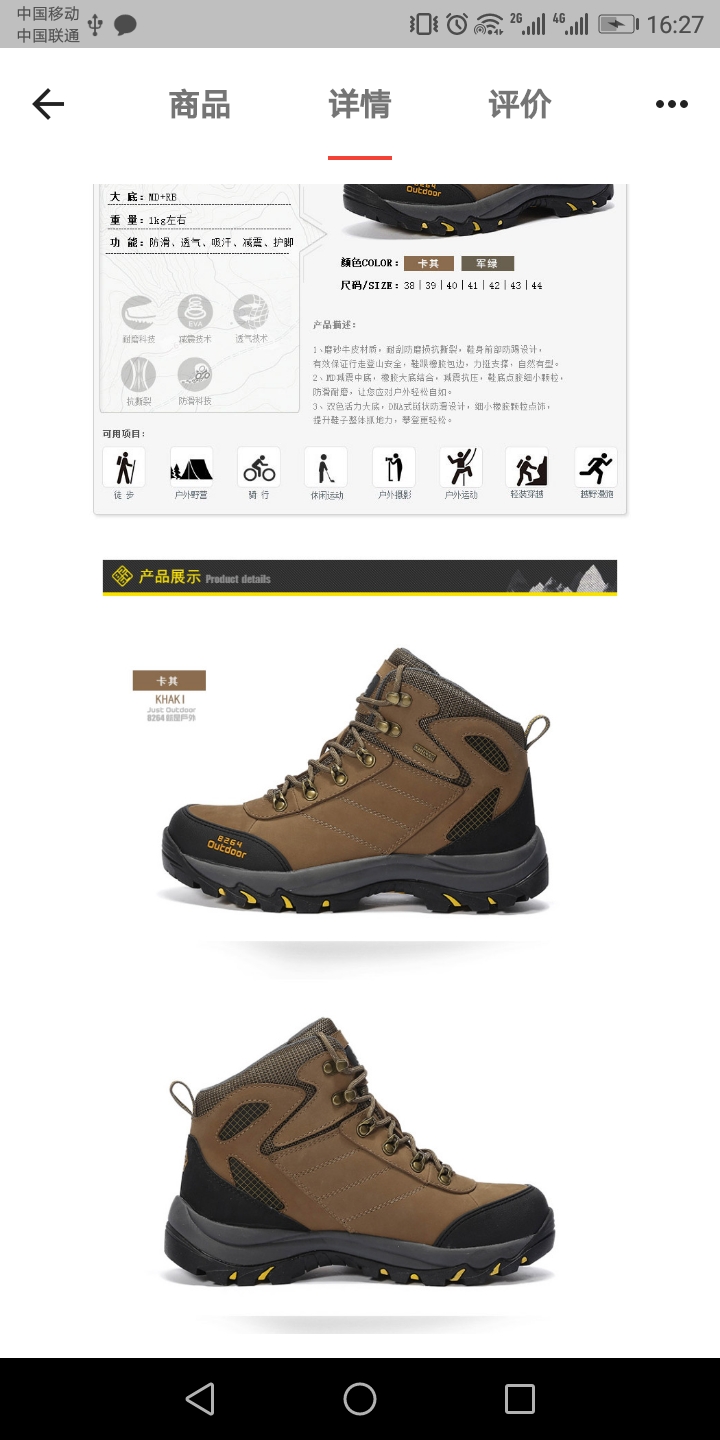 中国移动
中国联通
2G
4G
16:27
商品
详情
评价
大 底：MD+RB
重 量：1kg左右
功 能：防滑、透气、吸汗、减震、护脚
耐磨科技
EVA
减震技术
透气技术
抗撕裂
防滑科技
8264
Outdoor
颜色COLOR：卡其 军绿
尺码/SIZE：38|39|40|41|42|43|44
产品描述：
1、磨砂牛皮材质，耐刮防磨损抗撕裂，鞋身前部防踢设计，
有效保证行走登山安全，鞋跟橡胶包边，力挺支撑，自然有型。
2、MD减震中底，橡胶大底结合，减震抗压，鞋底点胶细小颗粒，
防滑耐磨，让您应对户外轻松自如。
3、双色活力大底，DNA式链状防滑设计，细小橡胶颗粒点饰，
提升鞋子整体抓地力，攀登更轻松。
可用项目：
徒 步
户外野营
骑 行
休闲运动
户外摄影
户外运动
轻装穿越
越野漫跑
产品展示 Product details
卡其
KHAKI
Just Outdoor
8264
8264
Outdoor